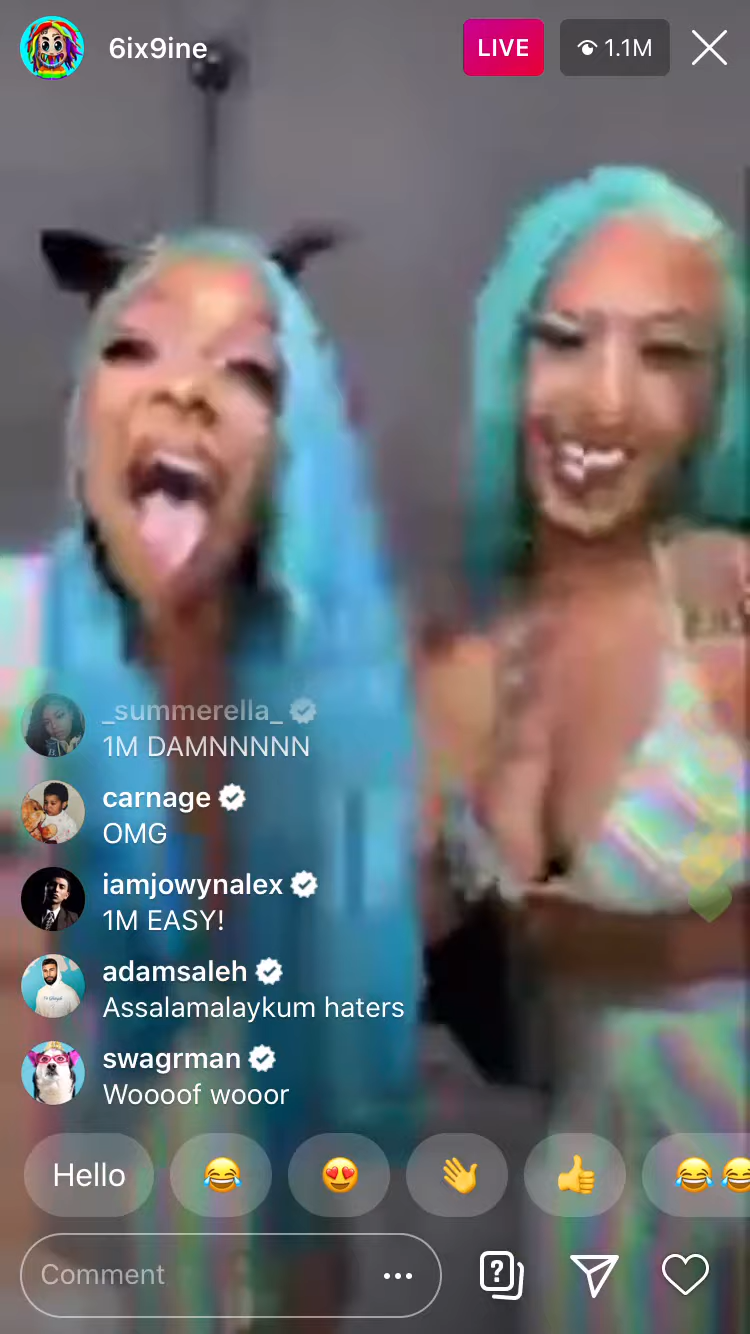 6ix9ine
LIVE
1.1M
_summerella_
1M DAMNNNNN
carnage
OMG
iamjowynalex
1M EASY!
adamsaleh
Assalamalaykum haters
swagrman
Woooof wooor
Hello
Comment